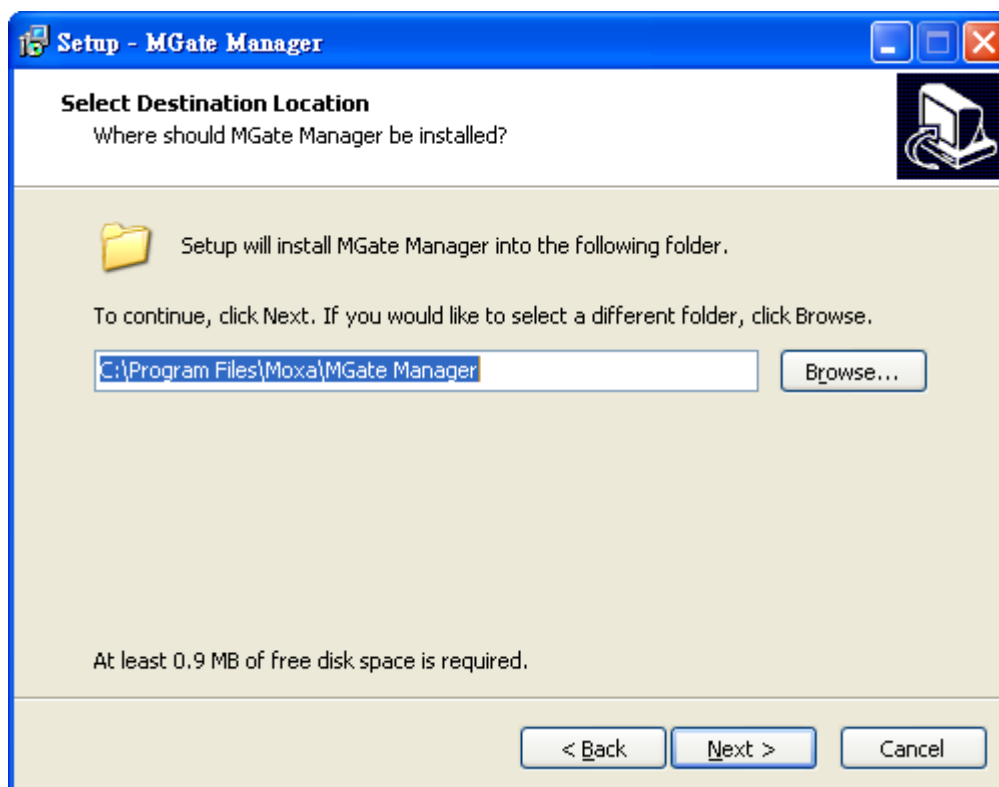 Setup - MGate Manager
Select Destination Location
Where should MGate Manager be installed?
Setup will install MGate Manager into the following folder.
To continue, click Next. If you would like to select a different folder, click Browse.
C:\Program Files\Moxa\MGate Manager
Browse...
At least 0.9 MB of free disk space is required.
< Back
Next >
Cancel